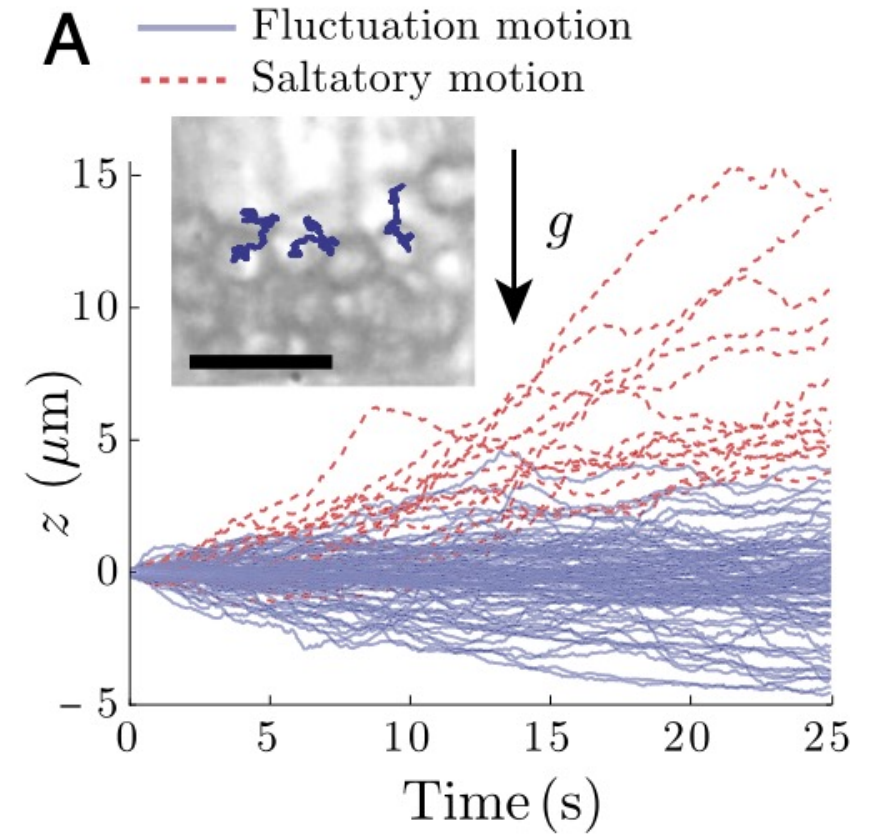 A
Fluctuation motion
Saltatory motion
15
10
5
0
− 5
z (μm)
g
0 5 10 15 20 25
Time (s)